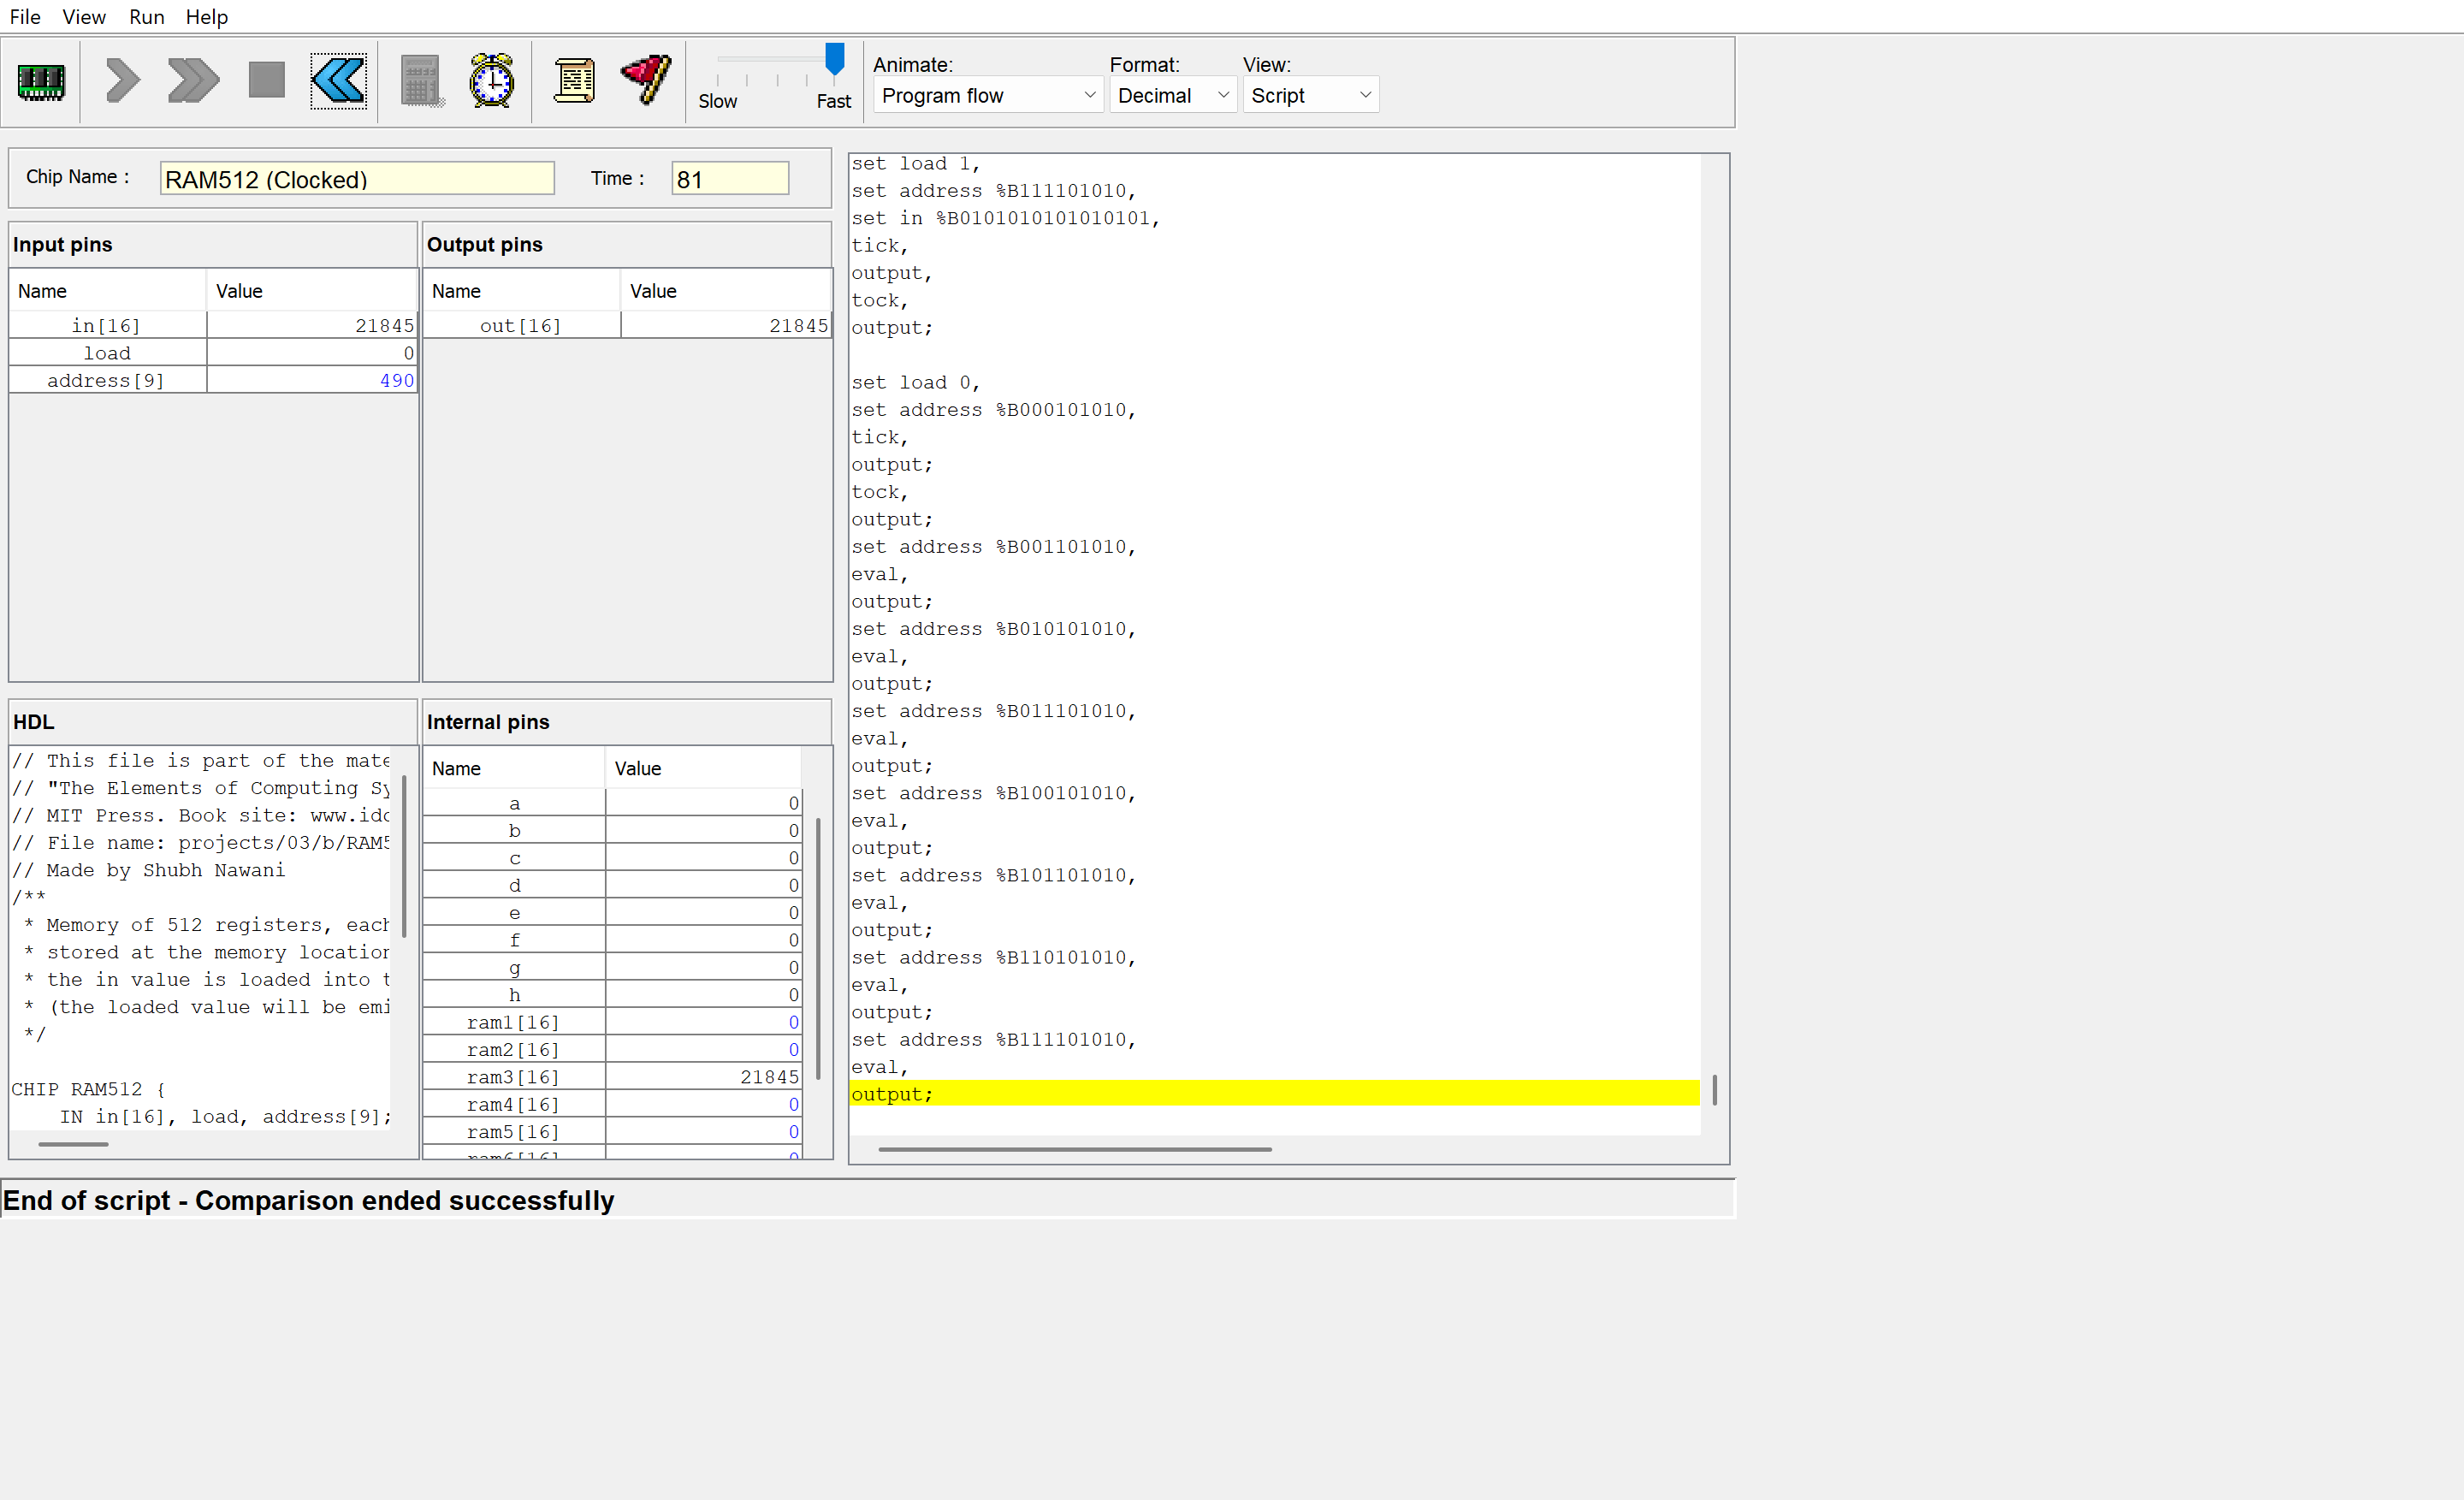 File View Run Help
Slow Fast
Animate: Format: View:
Program flow Decimal Script
Chip Name : RAM512 (Clocked) Time : 81
Input pins
Name Value
in[16] 21845
load 0
address[9] 490
Output pins
Name Value
out[16] 21845
HDL
// This file is part of the mate
// "The Elements of Computing Sy
// MIT Press. Book site: www.idc
// File name: projects/03/b/RAM5
// Made by Shubh Nawani
/**
* Memory of 512 registers, each
* stored at the memory location
* the in value is loaded into t
* (the loaded value will be emi
*/
CHIP RAM512 {
IN in[16], load, address[9];
Internal pins
Name Value
a 0
b 0
c 0
d 0
e 0
f 0
g 0
h 0
ram1[16] 0
ram2[16] 0
ram3[16] 21845
ram4[16] 0
ram5[16] 0
ram6[16] 0
set load 1,
set address %B111101010,
set in %B0101010101010101,
tick,
output,
tock,
output;
set load 0,
set address %B000101010,
tick,
output;
tock,
output;
set address %B001101010,
eval,
output;
set address %B010101010,
eval,
output;
set address %B011101010,
eval,
output;
set address %B100101010,
eval,
output;
set address %B101101010,
eval,
output;
set address %B110101010,
eval,
output;
set address %B111101010,
eval,
output;
End of script - Comparison ended successfully